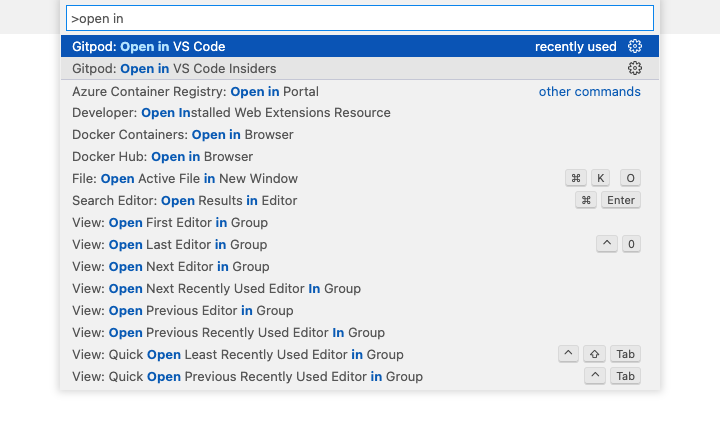 >open in
Gitpod: Open in VS Code recently used
Gitpod: Open in VS Code Insiders
Azure Container Registry: Open in Portal other commands
Developer: Open Installed Web Extensions Resource
Docker Containers: Open in Browser
Docker Hub: Open in Browser
File: Open Active File in New Window ⌘ K O
Search Editor: Open Results in Editor ⌘ Enter
View: Open First Editor in Group
View: Open Last Editor in Group ^ 0
View: Open Next Editor in Group
View: Open Next Recently Used Editor In Group
View: Open Previous Editor in Group
View: Open Previous Recently Used Editor In Group
View: Quick Open Least Recently Used Editor in Group ^ ⇧ Tab
View: Quick Open Previous Recently Used Editor in Group ^ Tab